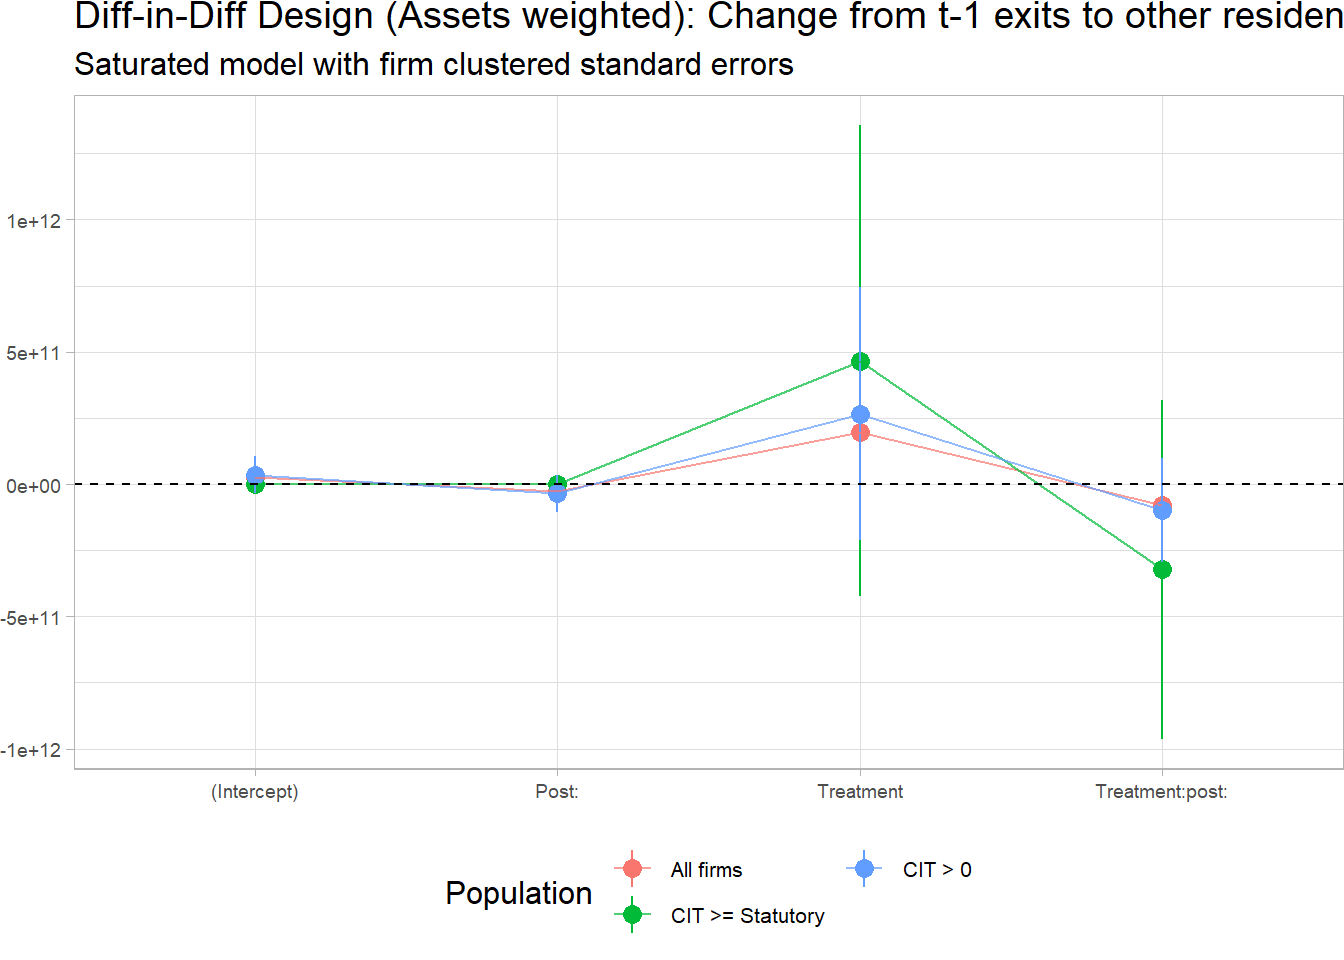 Diff-in-Diff Design (Assets weighted): Change from t-1 exits to other residen
Saturated model with firm clustered standard errors
1e+12
5e+11
0e+00
-5e+11
-1e+12
(Intercept)
Post:
Treatment
Treatment:post:
Population
All firms
CIT > 0
CIT >= Statutory